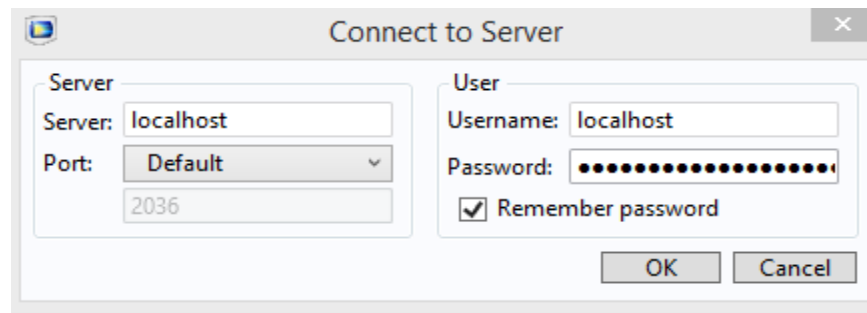 Connect to Server
Server
Server: localhost
Port: Default
2036
User
Username: localhost
Password: ●●●●●●●●●●●●●●●●●●●●
Remember password
OK Cancel